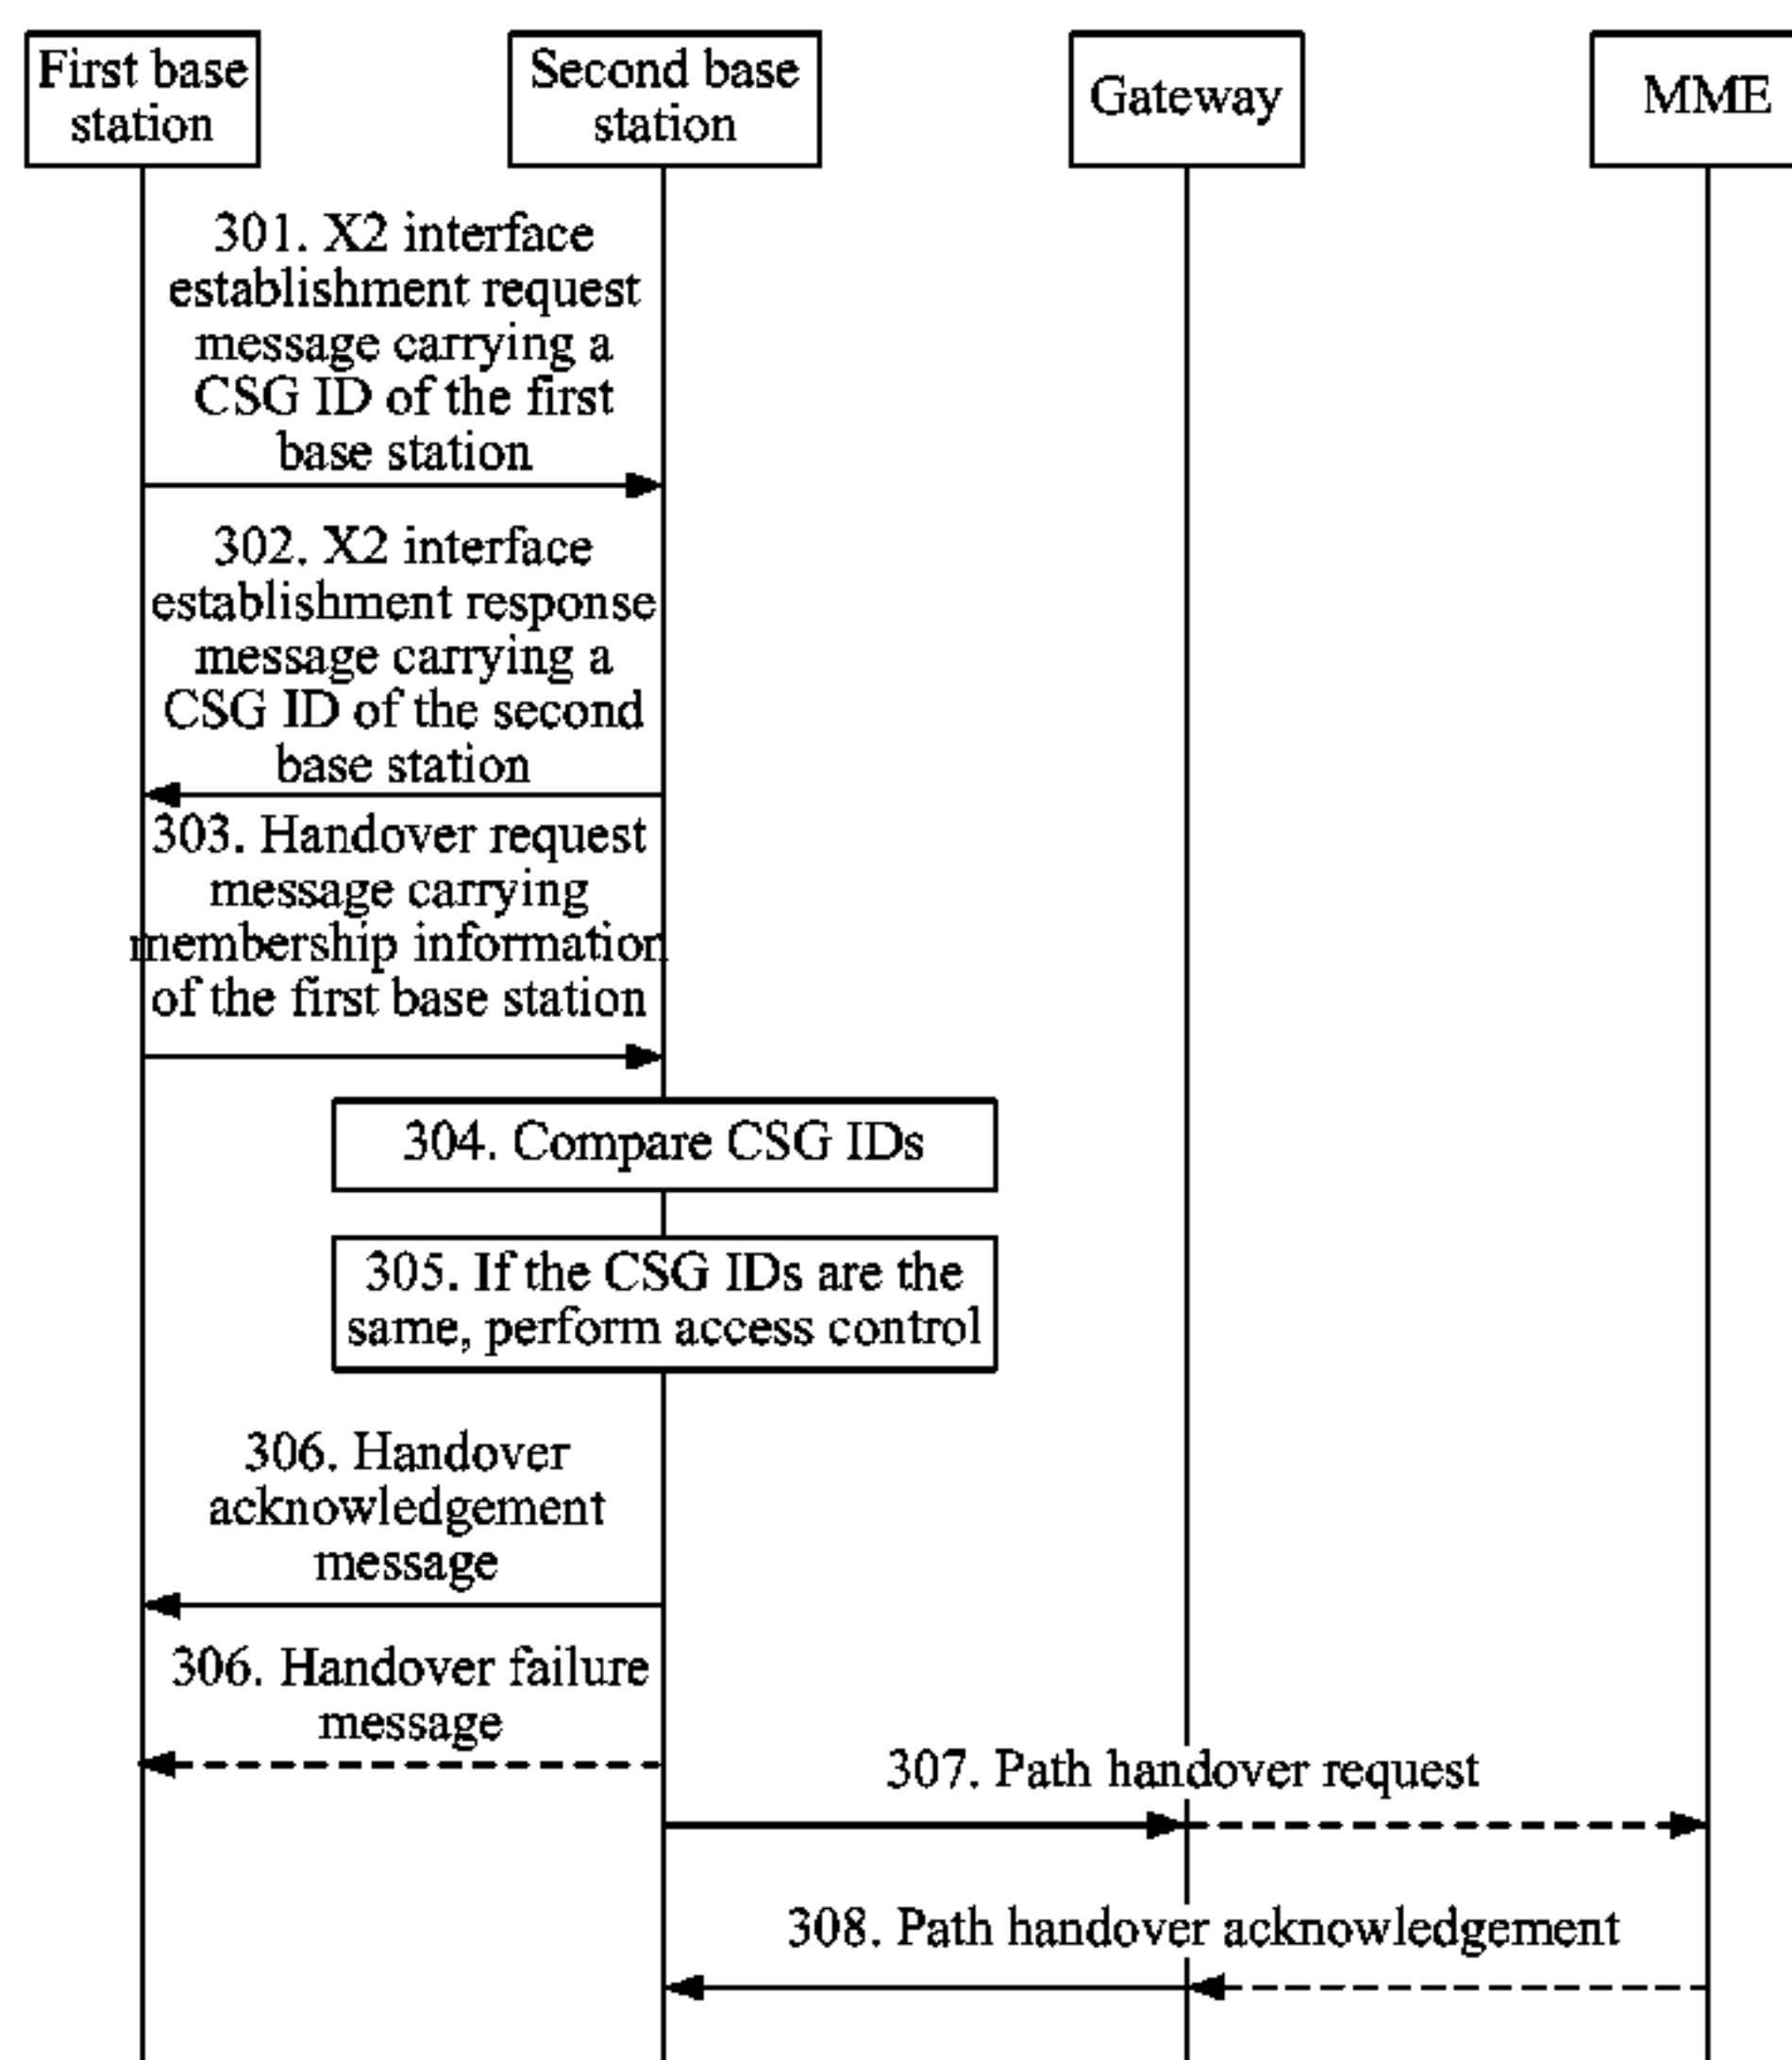 First base
station
Second base
station
Gateway
MME
301. X2 interface
establishment request
message carrying a
CSG ID of the first
base station
302. X2 interface
establishment response
message carrying a
CSG ID of the second
base station
303. Handover request
message carrying
membership information
of the first base station
304. Compare CSG IDs
305. If the CSG IDs are the
same, perform access control
306. Handover
acknowledgement
message
306. Handover failure
message
307. Path handover request
308. Path handover acknowledgement